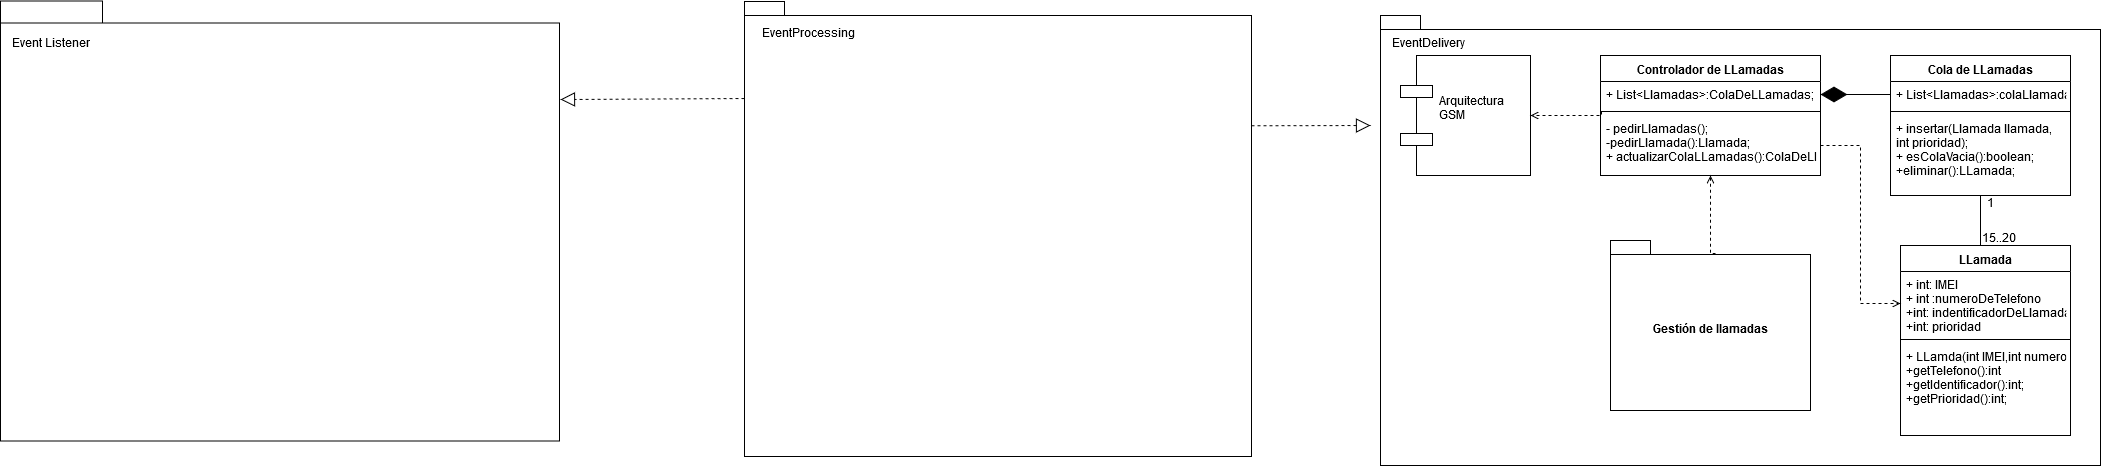 Event Listener
EventProcessing
EventDelivery
Arquitectura
GSM
Controlador de LLamadas
+ List<Llamadas>:ColaDeLLamadas;
- pedirLlamadas();
-pedirLlamada():Llamada;
+ actualizarColaLLamadas():ColaDeLl
Cola de LLamadas
+ List<Llamadas>:colaLlamada
+ insertar(Llamada llamada,
int prioridad);
+ esColaVacia():boolean;
+eliminar():LLamada;
1
15..20
LLamada
+ int: IMEI
+ int :numeroDeTelefono
+int: indentificadorDeLlamada
+int: prioridad
+ LLamda(int IMEI,int numero
+getTelefono():int
+getIdentificador():int;
+getPrioridad():int;
Gestión de llamadas